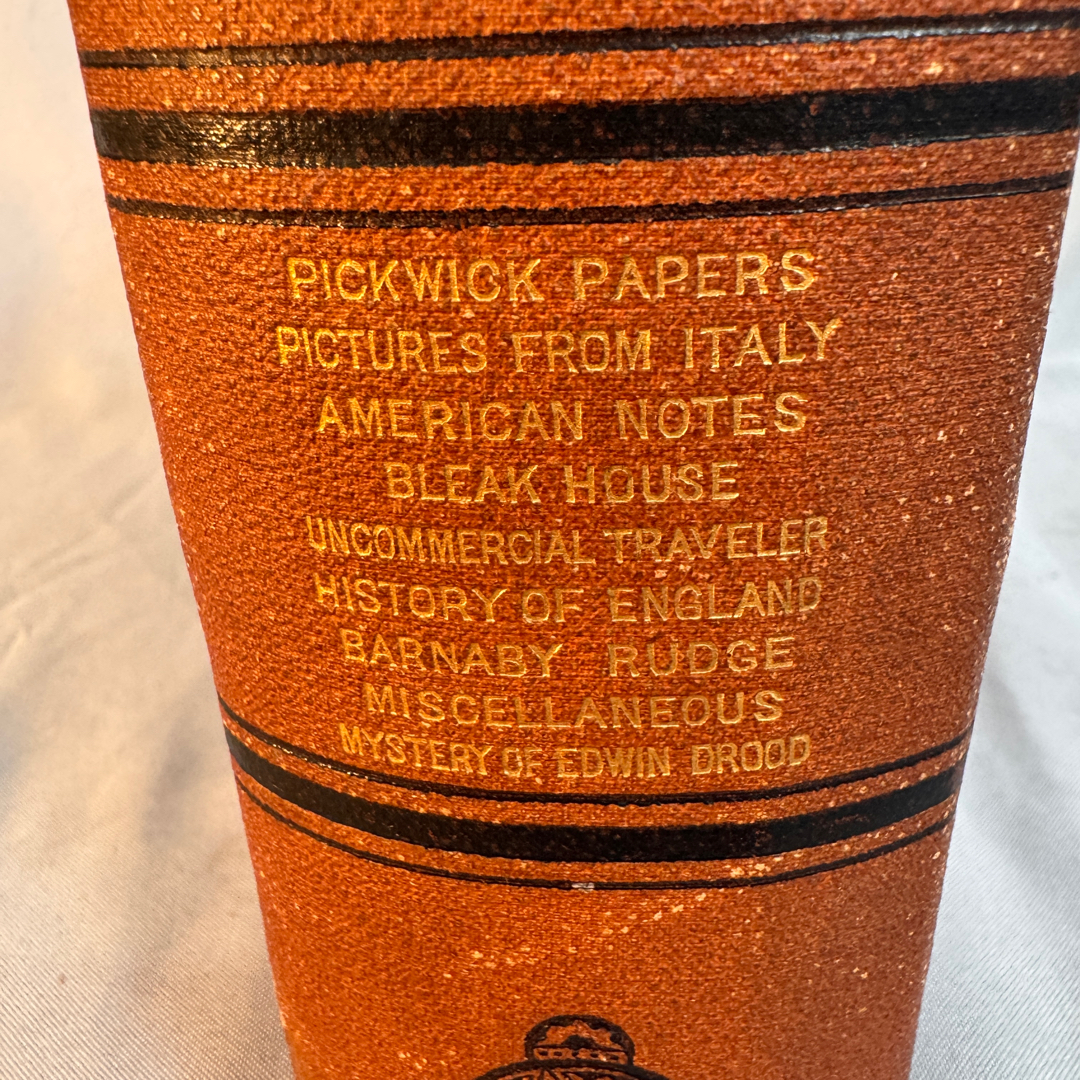 PICKWICK PAPERS
PICTURES FROM ITALY
AMERICAN NOTES
BLEAK HOUSE
UNCOMMERCIAL TRAVELER
HISTORY OF ENGLAND
BARNABY RUDGE
MISCELLANEOUS
MYSTERY OF EDWIN DROOD